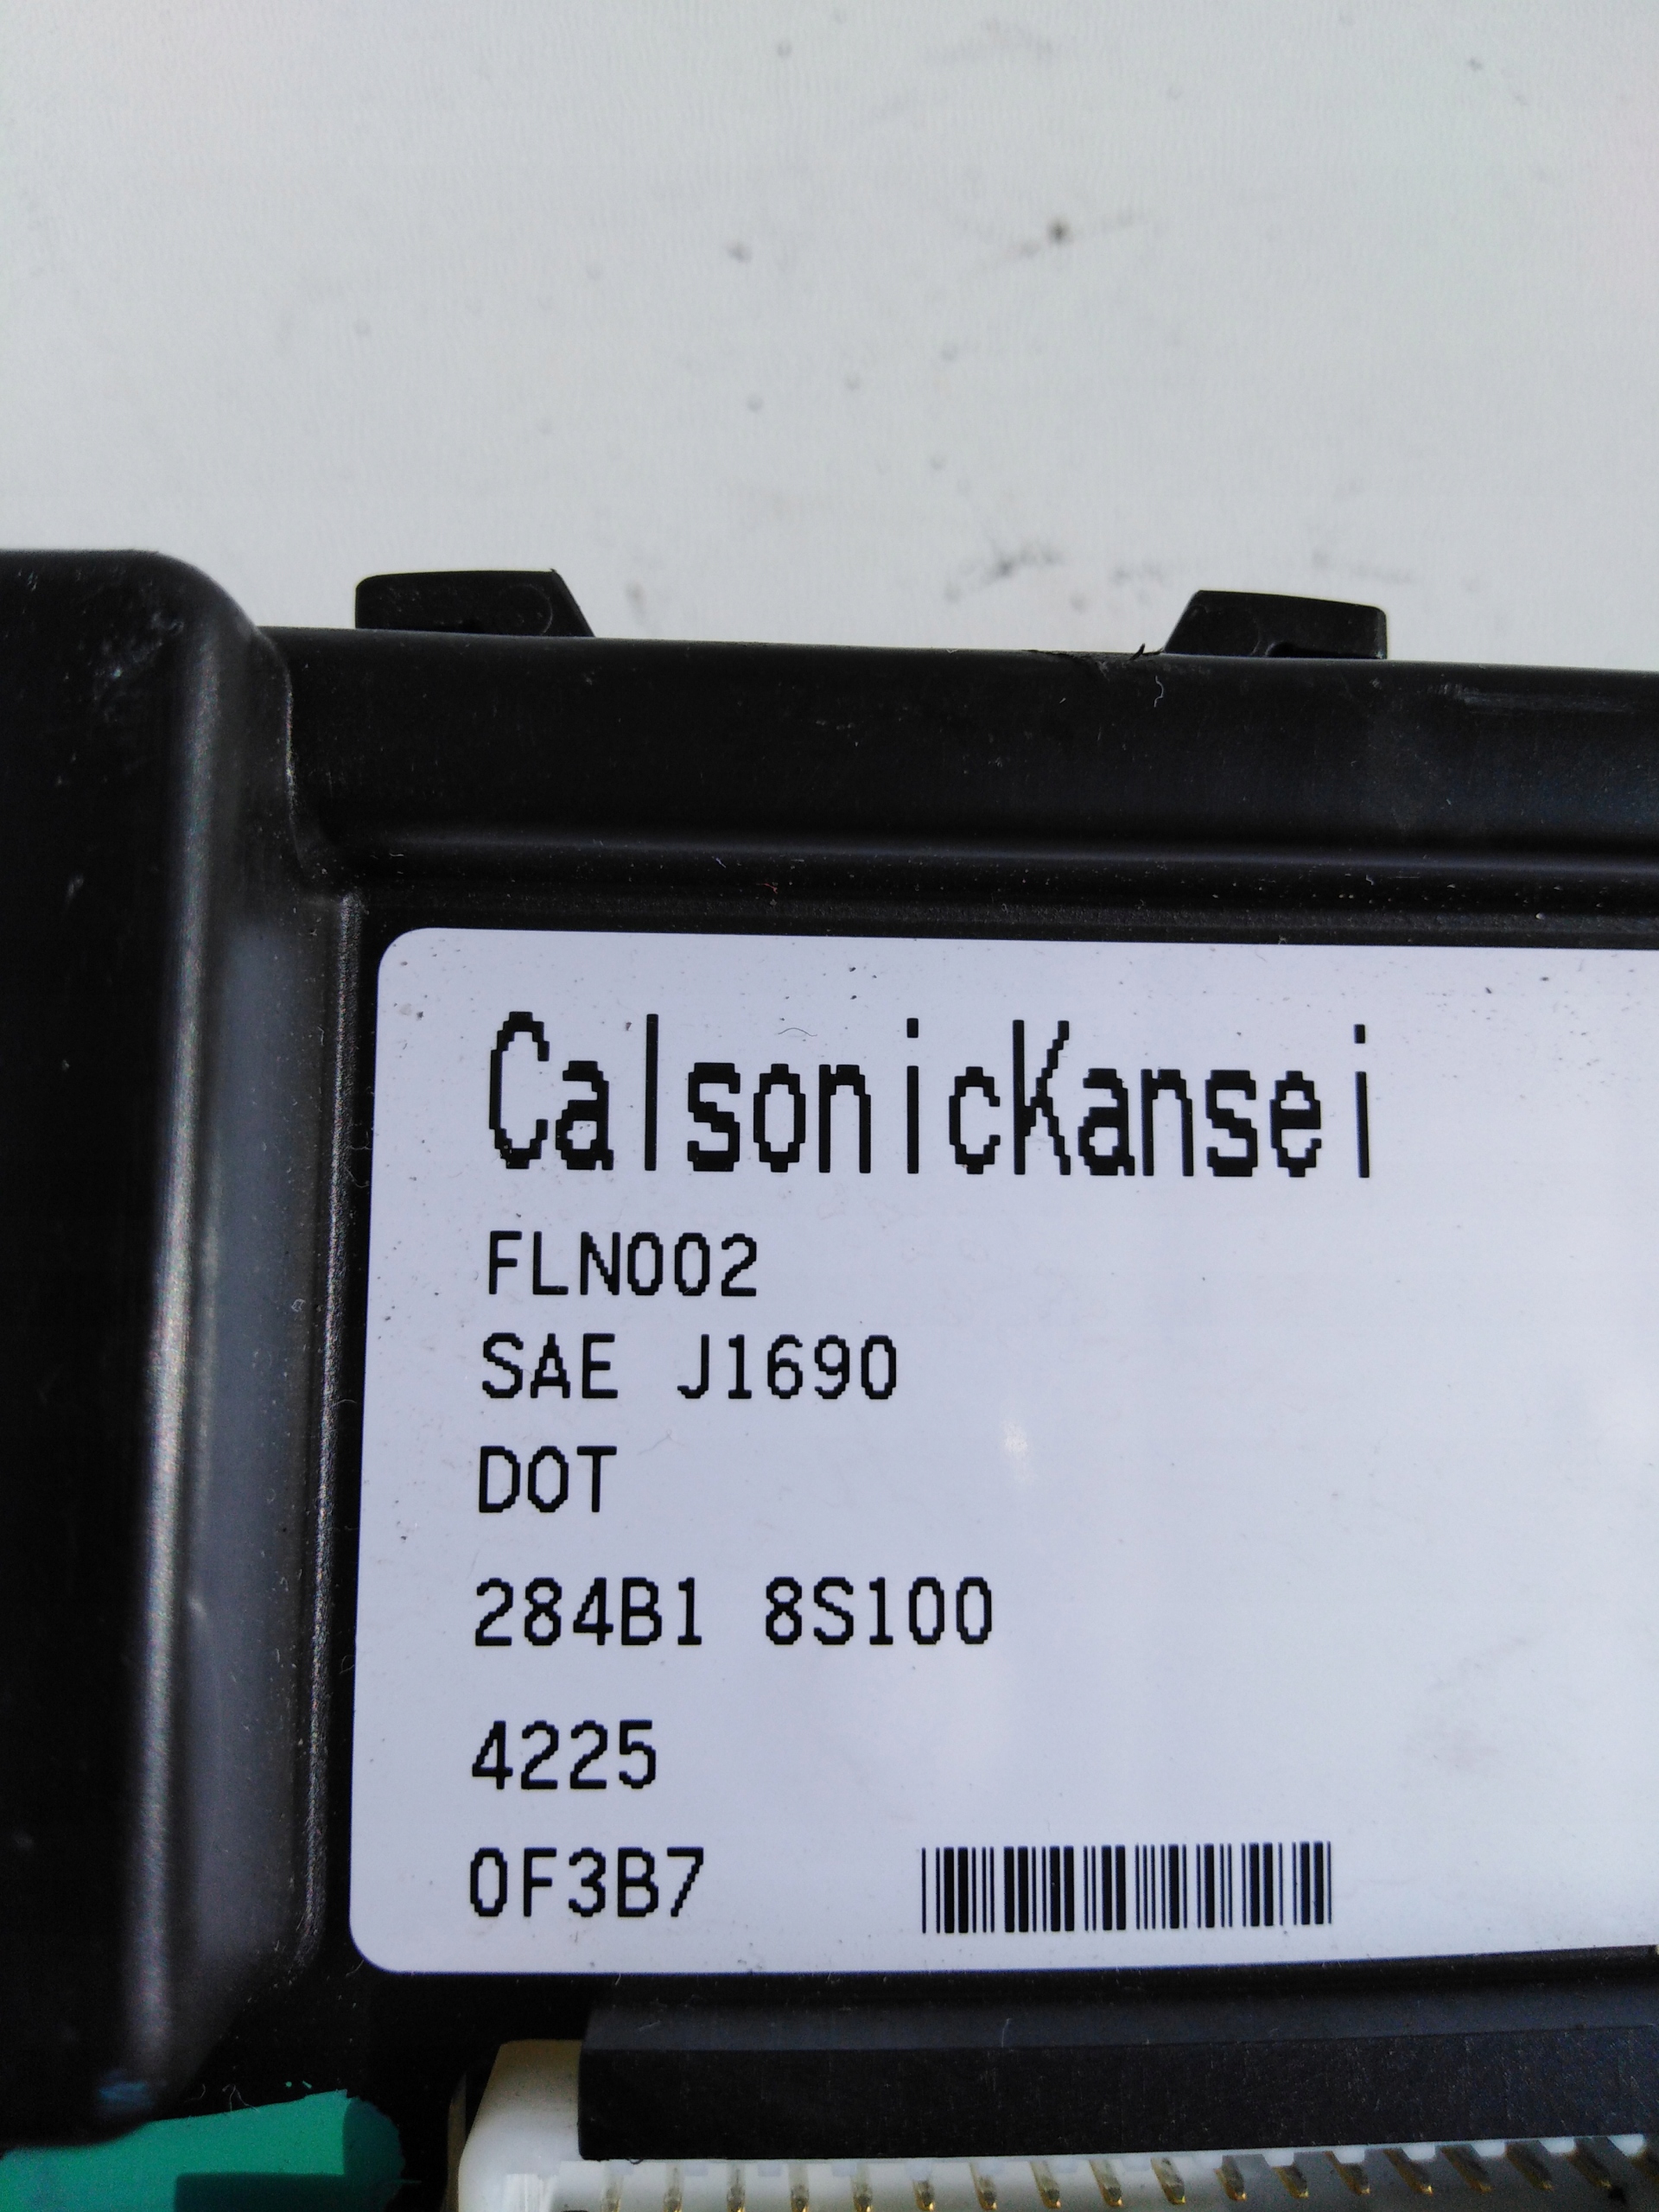 CalsonicKansei
FLN002
SAE J1690
DOT
284B1 8S100
4225
0F3B7